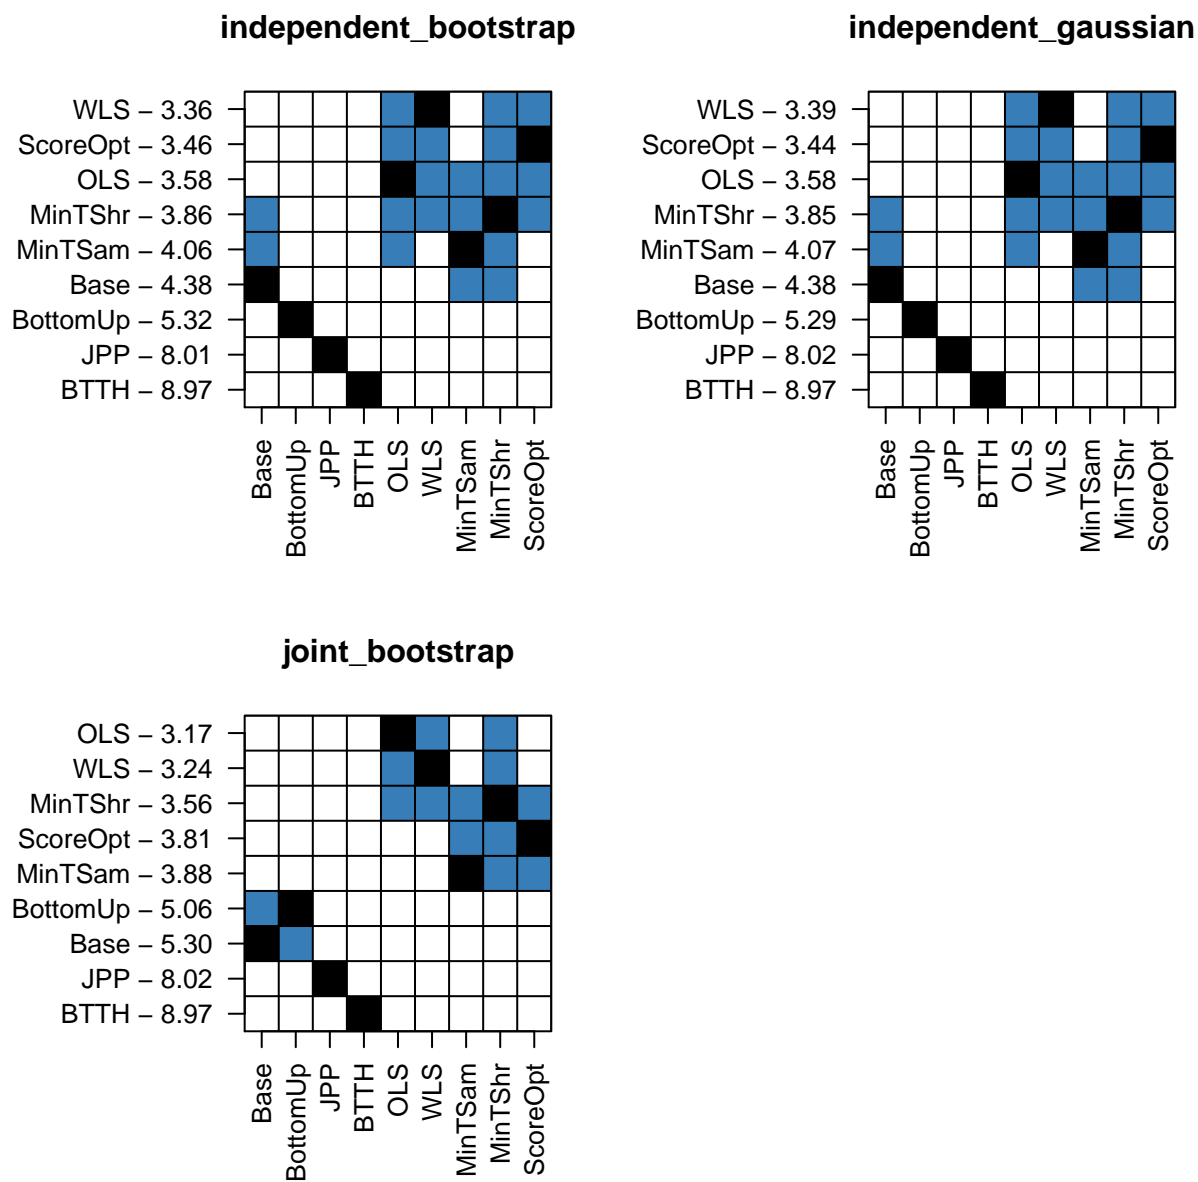 independent_bootstrap
WLS – 3.36
ScoreOpt – 3.46
OLS – 3.58
MinTShr – 3.86
MinTSam – 4.06
Base – 4.38
BottomUp – 5.32
JPP – 8.01
BTTH – 8.97
Base
BottomUp
JPP
BTTH
OLS
WLS
MinTSam
MinTShr
ScoreOpt
independent_gaussian
WLS – 3.39
ScoreOpt – 3.44
OLS – 3.58
MinTShr – 3.85
MinTSam – 4.07
Base – 4.38
BottomUp – 5.29
JPP – 8.02
BTTH – 8.97
Base
BottomUp
JPP
BTTH
OLS
WLS
MinTSam
MinTShr
ScoreOpt
joint_bootstrap
OLS – 3.17
WLS – 3.24
MinTShr – 3.56
ScoreOpt – 3.81
MinTSam – 3.88
BottomUp – 5.06
Base – 5.30
JPP – 8.02
BTTH – 8.97
Base
BottomUp
JPP
BTTH
OLS
WLS
MinTSam
MinTShr
ScoreOpt